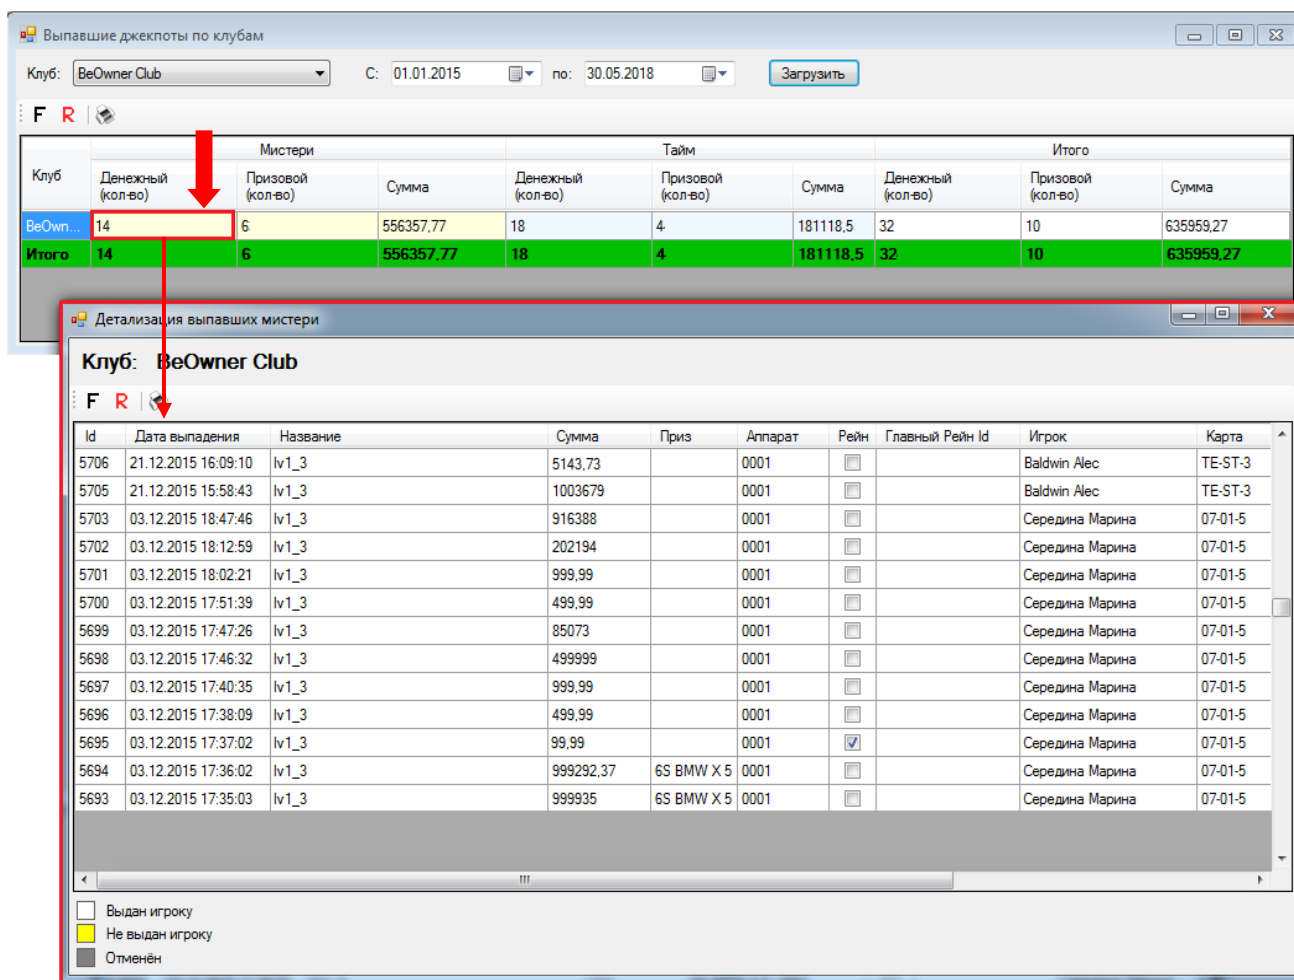 Выпавшие джекпоты по клубам
Клуб: BeOwner Club С: 01.01.2015 по: 30.05.2018 Загрузить
F R
Клуб Мистери Тайм Итого
Денежный (кол-во) Призовой (кол-во) Сумма Денежный (кол-во) Призовой (кол-во) Сумма Денежный (кол-во) Призовой (кол-во) Сумма
BeOwn... 14 6 556357,77 18 4 181118,5 32 10 635959,27
Итого 14 6 556357,77 18 4 181118,5 32 10 635959,27
Детализация выпавших мистери
Клуб: BeOwner Club
F R
Id Дата выпадения Название Сумма Приз Аппарат Рейн Главный Рейн Id Игрок Карта
5706 21.12.2015 16:09:10 lv1_3 5143,73 0001 Baldwin Alec TE-ST-3
5705 21.12.2015 15:58:43 lv1_3 1003679 0001 Baldwin Alec TE-ST-3
5703 03.12.2015 18:47:46 lv1_3 916388 0001 Середина Марина 07-01-5
5702 03.12.2015 18:12:59 lv1_3 202194 0001 Середина Марина 07-01-5
5701 03.12.2015 18:02:21 lv1_3 999,99 0001 Середина Марина 07-01-5
5700 03.12.2015 17:51:39 lv1_3 499,99 0001 Середина Марина 07-01-5
5699 03.12.2015 17:47:26 lv1_3 85073 0001 Середина Марина 07-01-5
5698 03.12.2015 17:46:32 lv1_3 499999 0001 Середина Марина 07-01-5
5697 03.12.2015 17:40:35 lv1_3 999,99 0001 Середина Марина 07-01-5
5696 03.12.2015 17:38:09 lv1_3 499,99 0001 Середина Марина 07-01-5
5695 03.12.2015 17:37:02 lv1_3 99,99 0001 Середина Марина 07-01-5
5694 03.12.2015 17:36:02 lv1_3 999292,37 6S BMW X 5 0001 Середина Марина 07-01-5
5693 03.12.2015 17:35:03 lv1_3 999935 6S BMW X 5 0001 Середина Марина 07-01-5
Выдан игроку
Не выдан игроку
Отменён